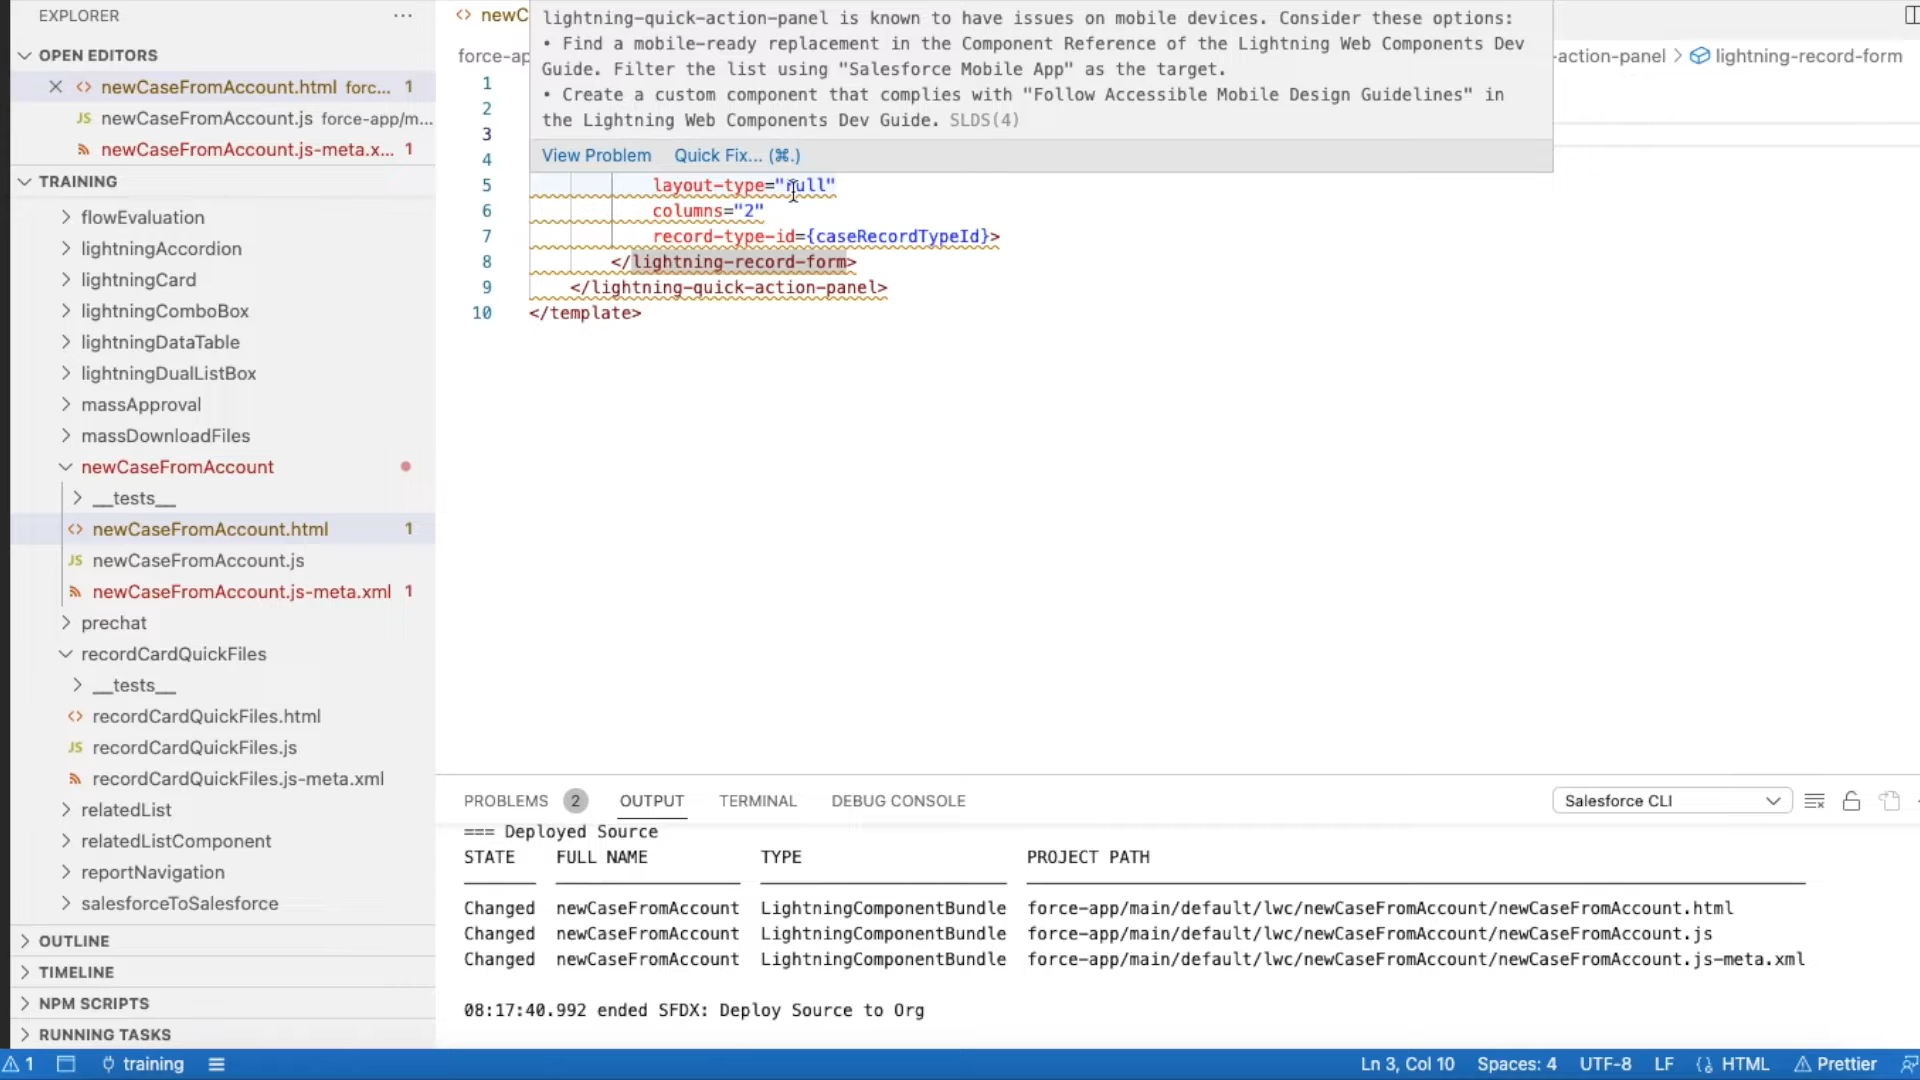 EXPLORER
OPEN EDITORS
newCaseFromAccount.html forc... 1
newCaseFromAccount.js force-app/m...
newCaseFromAccount.js-meta.x... 1
TRAINING
flowEvaluation
lightningAccordion
lightningCard
lightningComboBox
lightningDataTable
lightningDualListBox
massApproval
massDownloadFiles
newCaseFromAccount
__tests__
newCaseFromAccount.html 1
JS newCaseFromAccount.js
newCaseFromAccount.js-meta.xml 1
prechat
recordCardQuickFiles
__tests__
recordCardQuickFiles.html
JS recordCardQuickFiles.js
recordCardQuickFiles.js-meta.xml
relatedList
relatedListComponent
reportNavigation
salesforceToSalesforce
OUTLINE
TIMELINE
NPM SCRIPTS
RUNNING TASKS
newC
force-ap
-action-panel > lightning-record-form
lightning-quick-action-panel is known to have issues on mobile devices. Consider these options:
• Find a mobile-ready replacement in the Component Reference of the Lightning Web Components Dev
Guide. Filter the list using "Salesforce Mobile App" as the target.
• Create a custom component that complies with "Follow Accessible Mobile Design Guidelines" in
the Lightning Web Components Dev Guide. SLDS(4)
View Problem Quick Fix... (⌘.)
1
2
3
4
5 layout-type="
6 columns="2"
7 record-type-id={caseRecordTypeId}>
8 </lightning-record-form>
9 </lightning-quick-action-panel>
10 </template>
PROBLEMS 2 OUTPUT TERMINAL DEBUG CONSOLE
Salesforce CLI
=== Deployed Source
STATE FULL NAME TYPE PROJECT PATH
Changed newCaseFromAccount LightningComponentBundle force-app/main/default/lwc/newCaseFromAccount/newCaseFromAccount.html
Changed newCaseFromAccount LightningComponentBundle force-app/main/default/lwc/newCaseFromAccount/newCaseFromAccount.js
Changed newCaseFromAccount LightningComponentBundle force-app/main/default/lwc/newCaseFromAccount/newCaseFromAccount.js-meta.xml
08:17:40.992 ended SFDX: Deploy Source to Org
1 training
Ln 3, Col 10 Spaces: 4 UTF-8 LF HTML Prettier